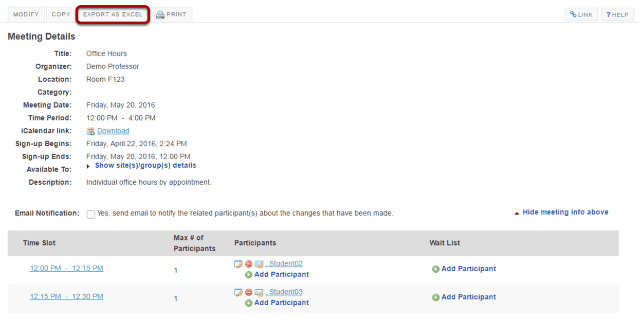 MODIFY COPY EXPORT AS EXCEL PRINT LINK ? HELP
Meeting Details
Title: Office Hours
Organizer: Demo Professor
Location: Room F123
Category:
Meeting Date: Friday, May 20, 2016
Time Period: 12:00 PM - 4:00 PM
iCalendar link: Download
Sign-up Begins: Friday, April 22, 2016, 2:24 PM
Sign-up Ends: Friday, May 20, 2016, 12:00 PM
Available To: Show site(s)/group(s) details
Description: Individual office hours by appointment.
Email Notification: Yes, send email to notify the related participant(s) about the changes that have been made. Hide meeting info above
Time Slot Max # of Participants Participants Wait List
12:00 PM - 12:15 PM 1 , Student02
Add Participant Add Participant
12:15 PM - 12:30 PM 1 , Student03
Add Participant Add Participant